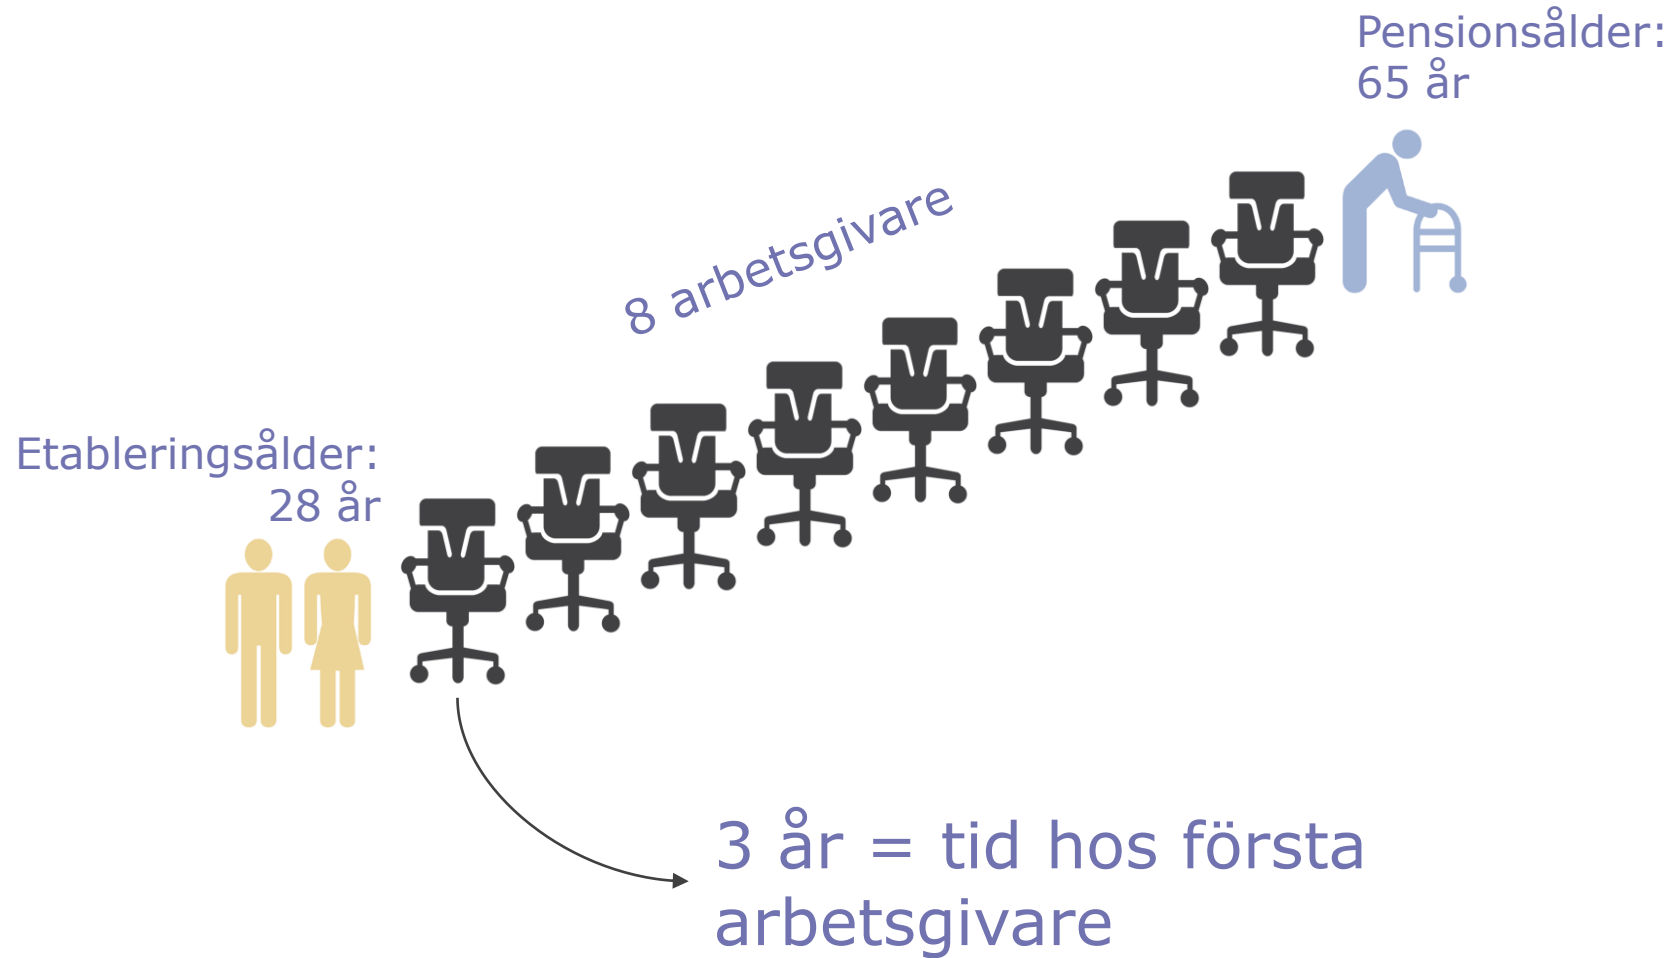 Pensionsålder:
65 år
8 arbetsgivare
Etableringsålder:
28 år
3 år = tid hos första
arbetsgivare